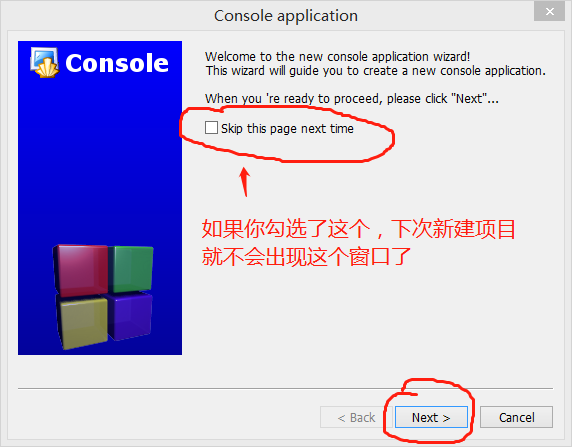 Console application
Console
Welcome to the new console application wizard!
This wizard will guide you to create a new console application.
When you 're ready to proceed, please click "Next"...
Skip this page next time
如果你勾选了这个，下次新建项目
就不会出现这个窗口了
< Back
Next >
Cancel